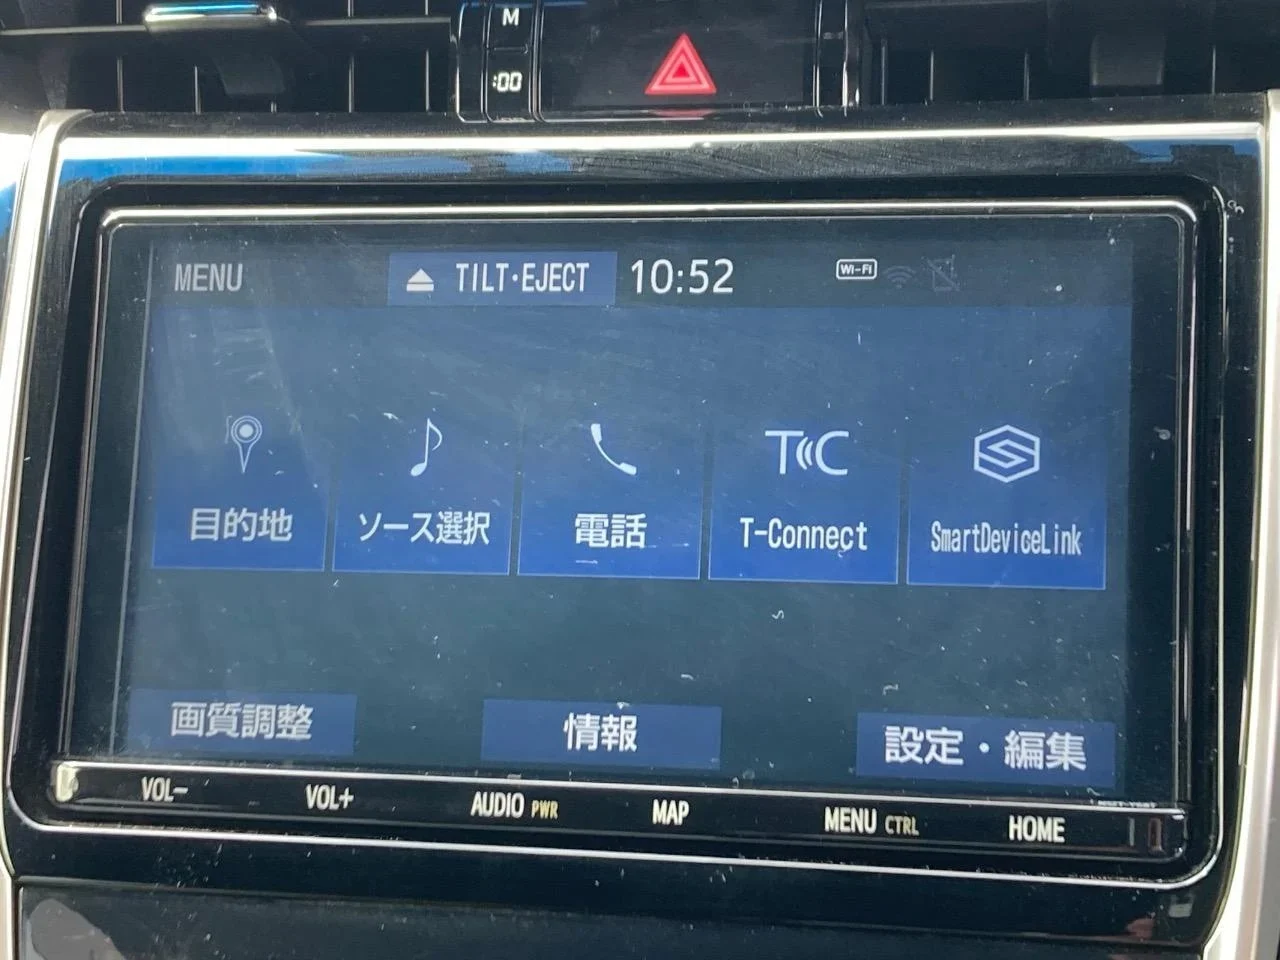 M
:00
MENU
TILT・EJECT
10:52
Wi-Fi
目的地
ソース選択
電話
T-Connect
SmartDeviceLink
画質調整
情報
設定・編集
VOL−
VOL+
AUDIO PWR
MAP
MENU CTRL
HOME